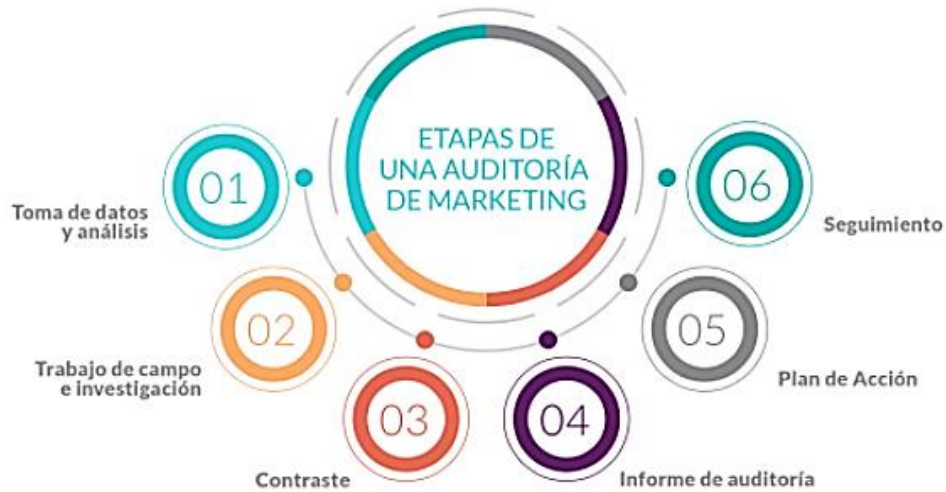 ETAPAS DE
UNA AUDITORÍA
DE MARKETING
01
Toma de datos
y análisis
02
Trabajo de campo
e investigación
03
Contraste
04
Informe de auditoría
05
Plan de Acción
06
Seguimiento